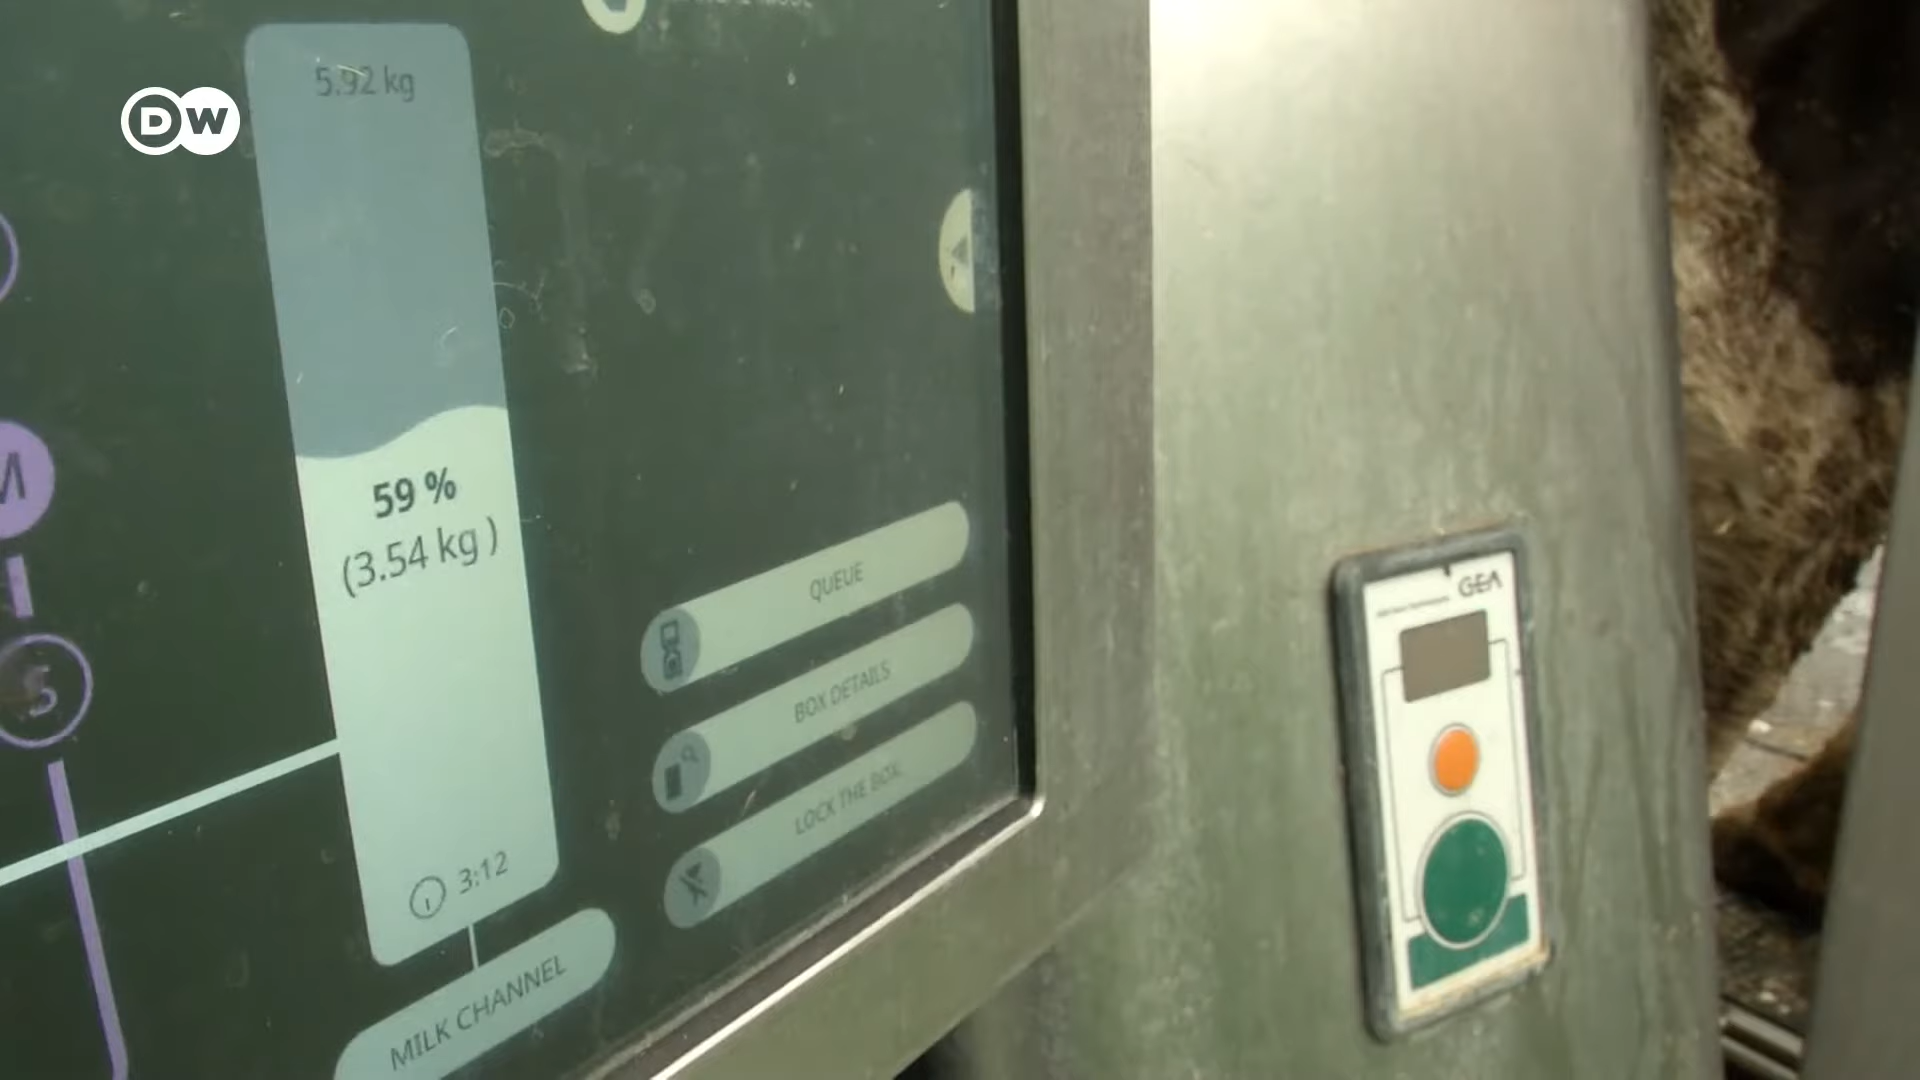 DW
5.92 kg
59 %
(3.54 kg )
3:12
MILK CHANNEL
QUEUE
BOX DETAILS
LOCK THE BOX
M
S
GEA